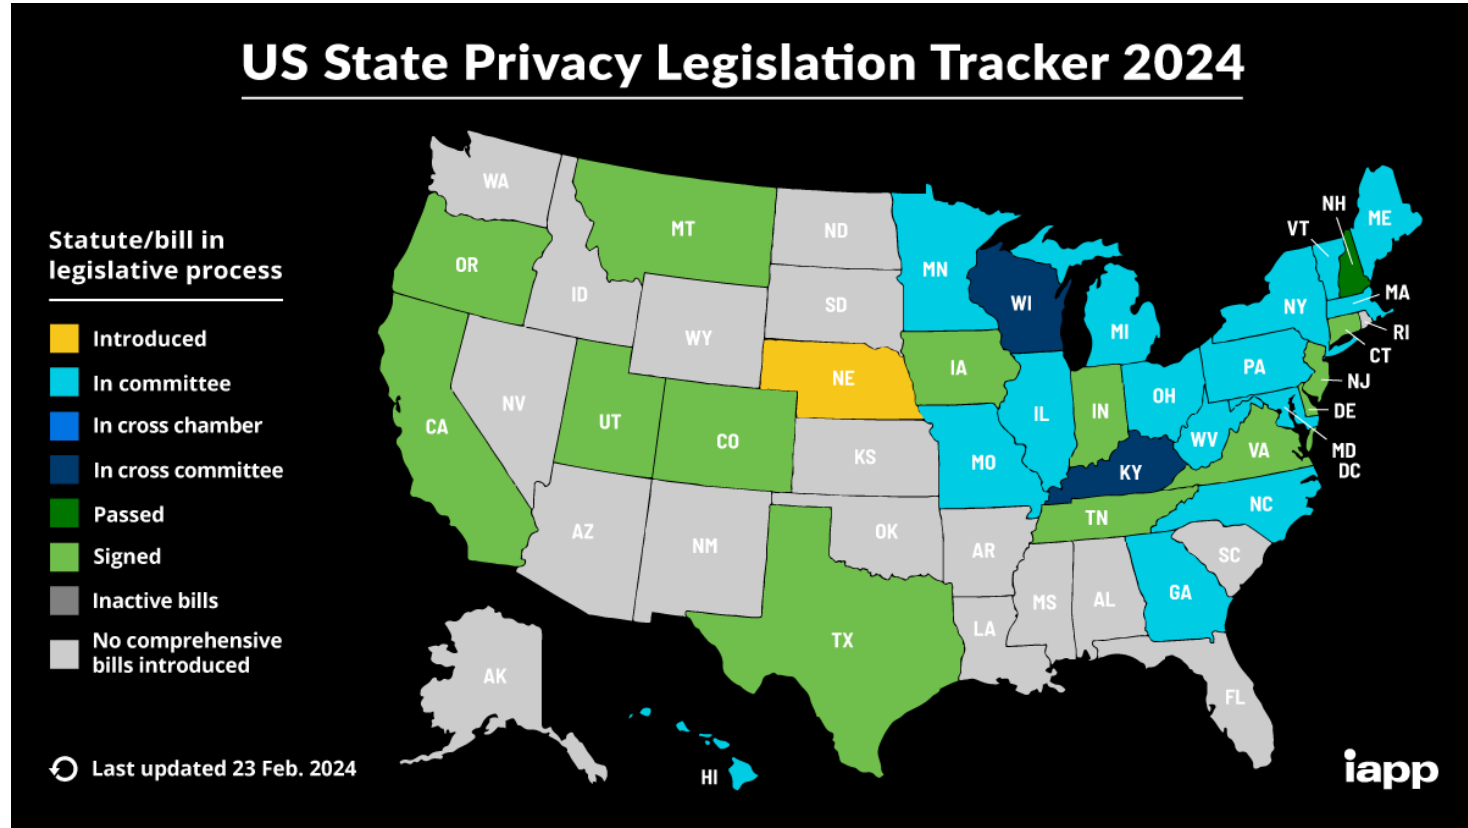 US State Privacy Legislation Tracker 2024
Statute/bill in
legislative process
Introduced
In committee
In cross chamber
In cross committee
Passed
Signed
Inactive bills
No comprehensive
bills introduced
Last updated 23 Feb. 2024
WA
MT
ND
MN
OR
ID
SD
WI
WY
MI
NH
VT
ME
NY
MA
RI
CT
PA
NJ
DE
MD
DC
NE
IA
NV
UT
CO
CA
KS
MO
IL
IN
OH
WV
VA
KY
NC
TN
AZ
NM
OK
AR
SC
MS
AL
GA
LA
TX
FL
AK
HI
iapp